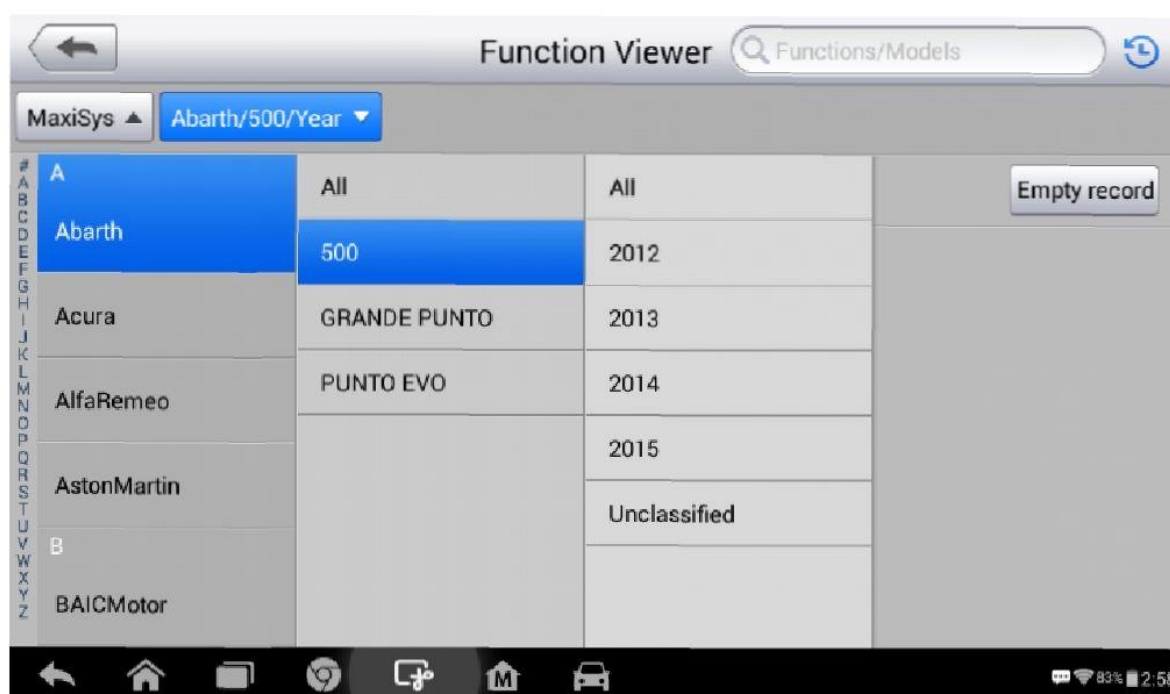 Function Viewer
Functions/Models
MaxiSys
Abarth/500/Year
#
A
B
C
D
E
F
G
H
I
J
K
L
M
N
O
P
Q
R
S
T
U
V
W
X
Y
Z
A
Abarth
Acura
AlfaRemeo
AstonMartin
B
BAICMotor
All
500
GRANDE PUNTO
PUNTO EVO
All
2012
2013
2014
2015
Unclassified
Empty record
M
83%